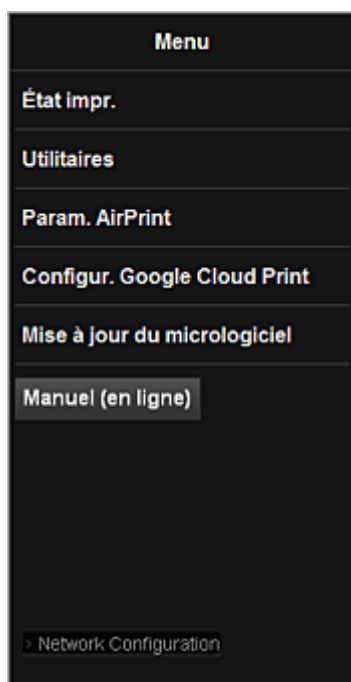 Menu
État impr.
Utilitaires
Param. AirPrint
Configur. Google Cloud Print
Mise à jour du micrologiciel
Manuel (en ligne)
> Network Configuration